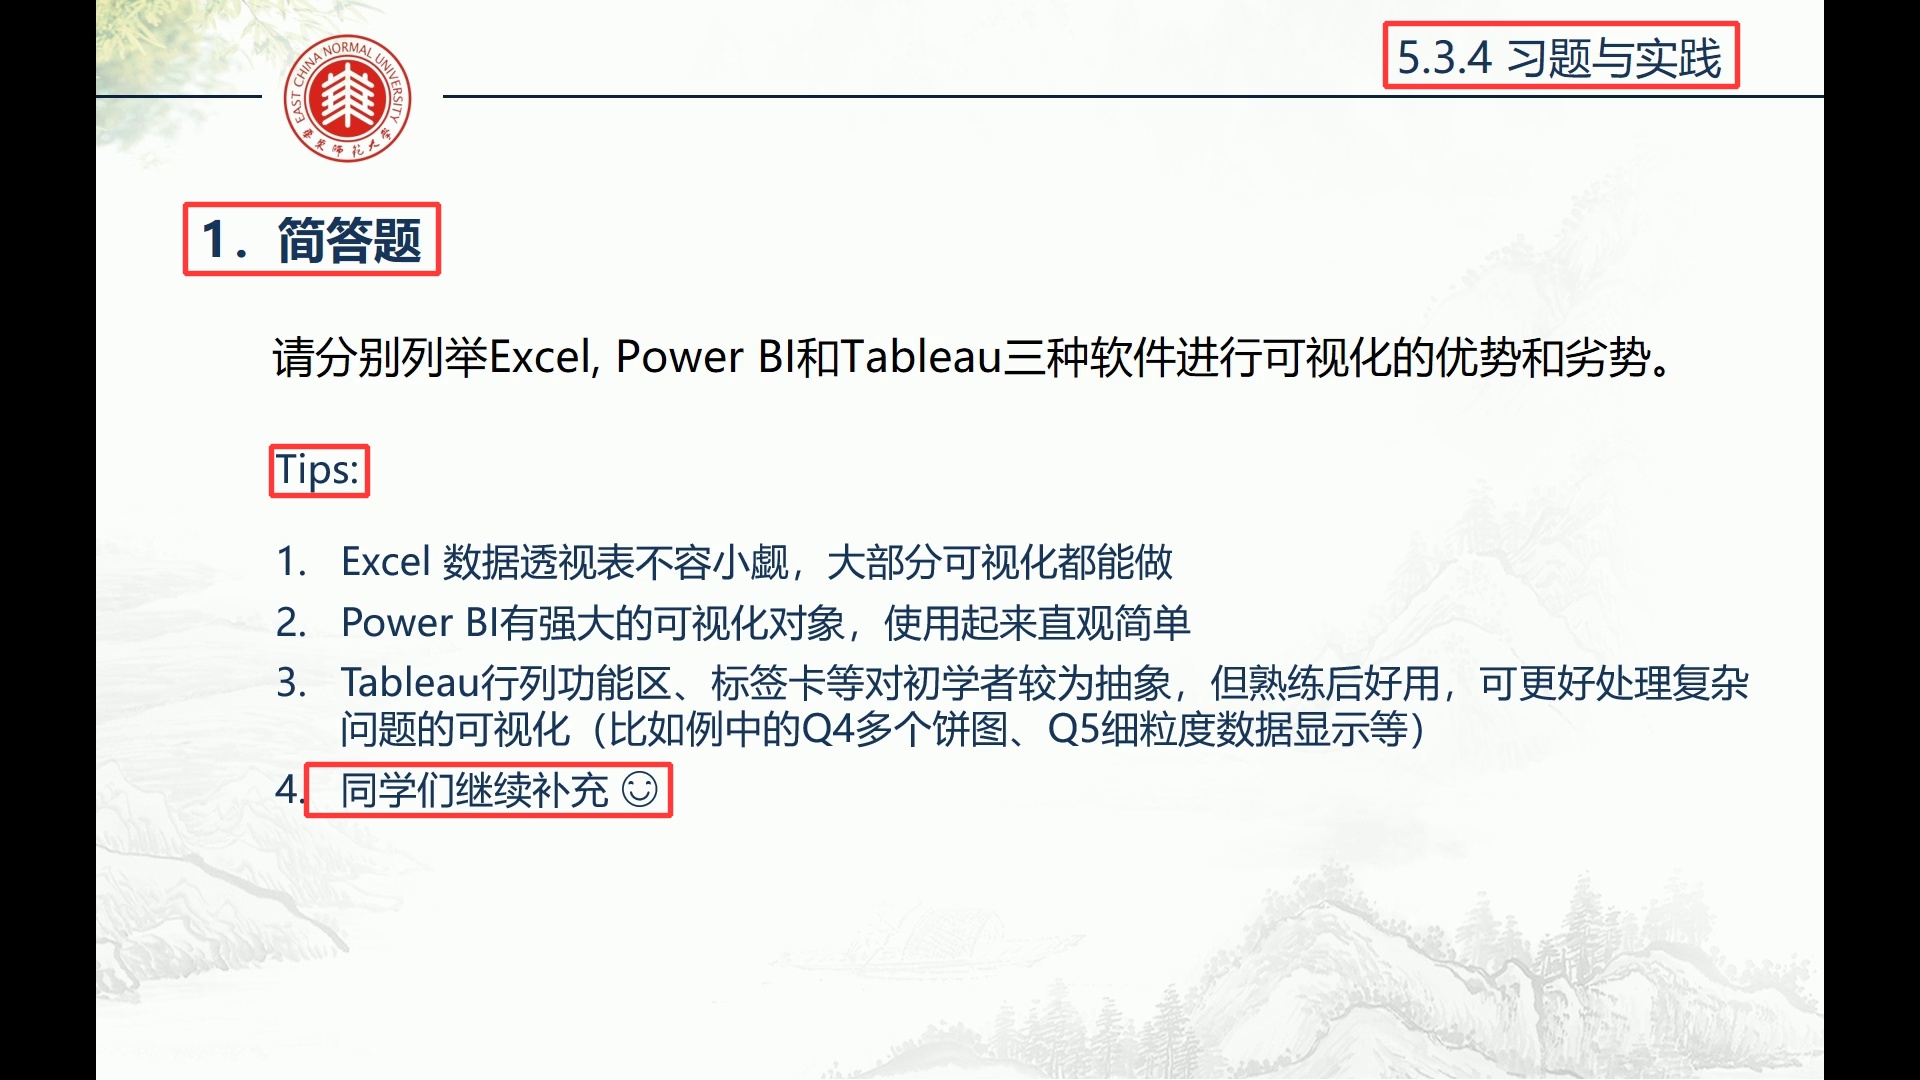 5.3.4 习题与实践
EAST CHINA NORMAL UNIVERSITY
华东师范大学
1. 简答题
请分别列举Excel, Power BI和Tableau三种软件进行可视化的优势和劣势。
Tips:
1. Excel 数据透视表不容小觑，大部分可视化都能做
2. Power BI有强大的可视化对象，使用起来直观简单
3. Tableau行列功能区、标签卡等对初学者较为抽象，但熟练后好用，可更好处理复杂
问题的可视化（比如例中的Q4多个饼图、Q5细粒度数据显示等）
4. 同学们继续补充 ☺